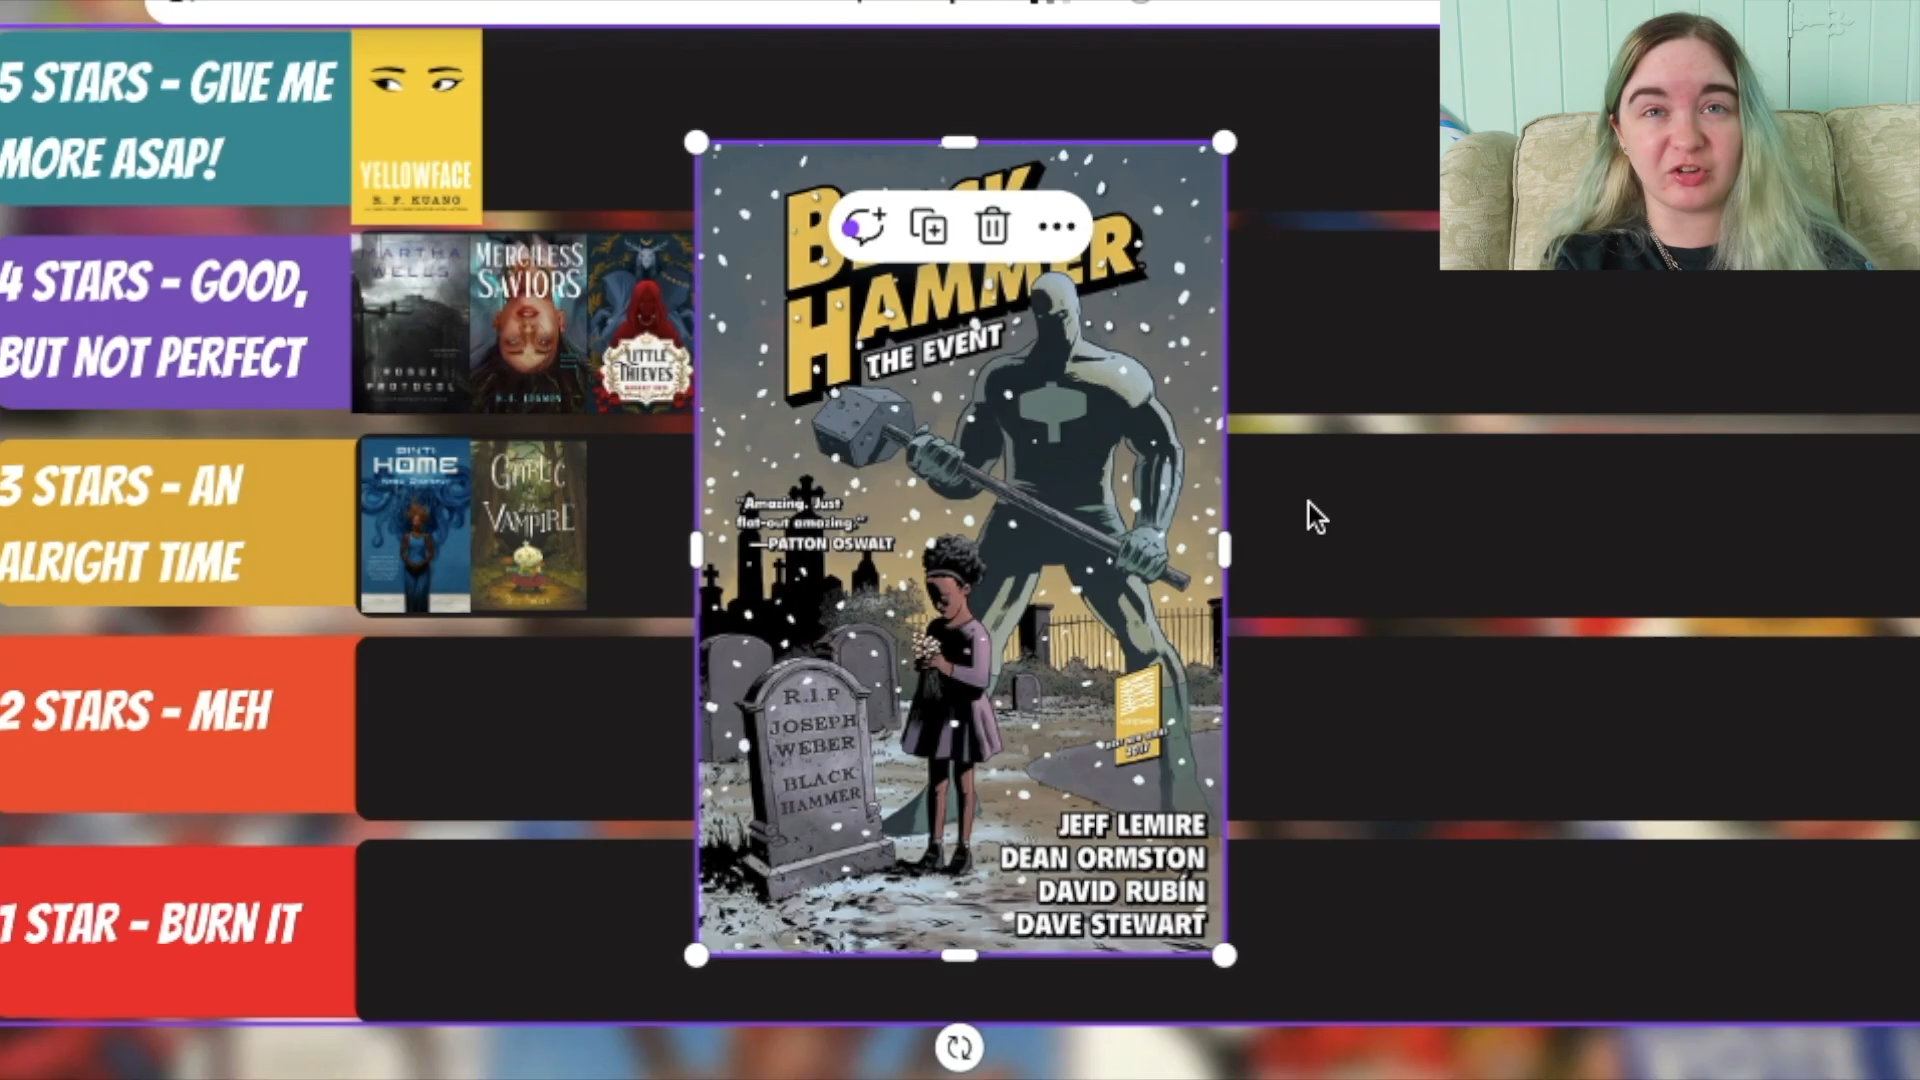 5 STARS - GIVE ME
MORE ASAP!
YELLOWFACE
R. F. KUANG
4 STARS - GOOD,
BUT NOT PERFECT
MARTHA
WELLS
ROGUE
PROTOCOL
MERCILESS
SAVIORS
H.E. EDGMON
LITTLE
THIEVES
3 STARS - AN
ALRIGHT TIME
BINTI
HOME
GARLIC
VAMPIRE
2 STARS - MEH
1 STAR - BURN IT
HAMMER
THE EVENT
"Amazing. Just
flat-out amazing."
—PATTON OSWALT
R.I.P
JOSEPH
WEBER
BLACK
HAMMER
JEFF LEMIRE
DEAN ORMSTON
DAVID RUBÍN
DAVE STEWART